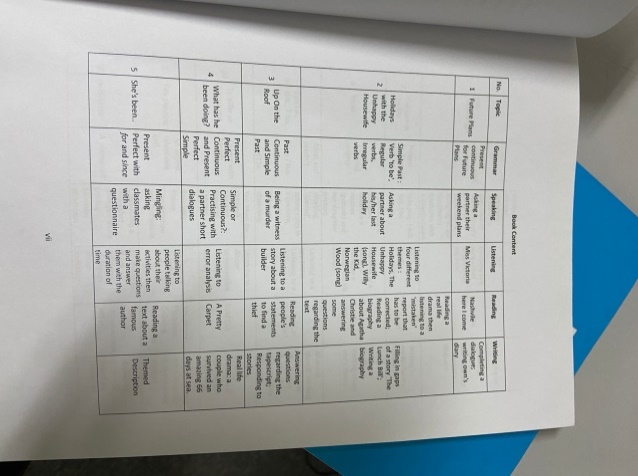 Book Content
No. Topic Grammar Speaking Listening Reading Writing
1 Future Plans
Present
continuous
for Future
Plans
Asking a
partner their
weekend plans
Miss Victoria
Nashville
here I come
Completing a
dialogue;
writing own's
diary
2
Holidays
with the
Unhappy
Housewife
Simple Past :
Verb 'to be',
Regular
verbs,
Irregular
verbs
Asking a
partner about
his/her last
holiday
Listening to
four different
themes :
Holidays, The
Unhappy
Housewife
(song), Willy
the Kid,
Norwegian
Wood (song)
Reading a
real life
drama then
listening to a
report that
has to be
corrected;
Reading a
biography
about Agatha
Christie and
answering
some
questions
regarding the
text
Filling in gaps
of a story 'The
Lunch Bill';
Writing a
biography
3 Up On the
Roof
Past
Continuous
and Simple
Past
Being a witness
of a murder
Listening to a
story about a
builder
Reading
people's
statements
to find a
thief
Answering
questions
regarding the
tapescript;
Responding to
stories
4 What has he
been doing?
Present
Perfect
Continuous
and Present
Perfect
Simple
Simple or
Continuous?:
Practising with
a partner short
dialogues
Listening to
error analysis
A Pretty
Carpet
Real life
drama: a
couple who
survived an
amazing 66
days at sea
5 She's been..
Present
Perfect with
for and since
Mingling:
asking
classmates
with a
questionnaire
Listening to
people talking
about their
activities then
make questions
and answer
them with the
duration of
time
Reading a
text about a
famous
author
Themed
Description
vii